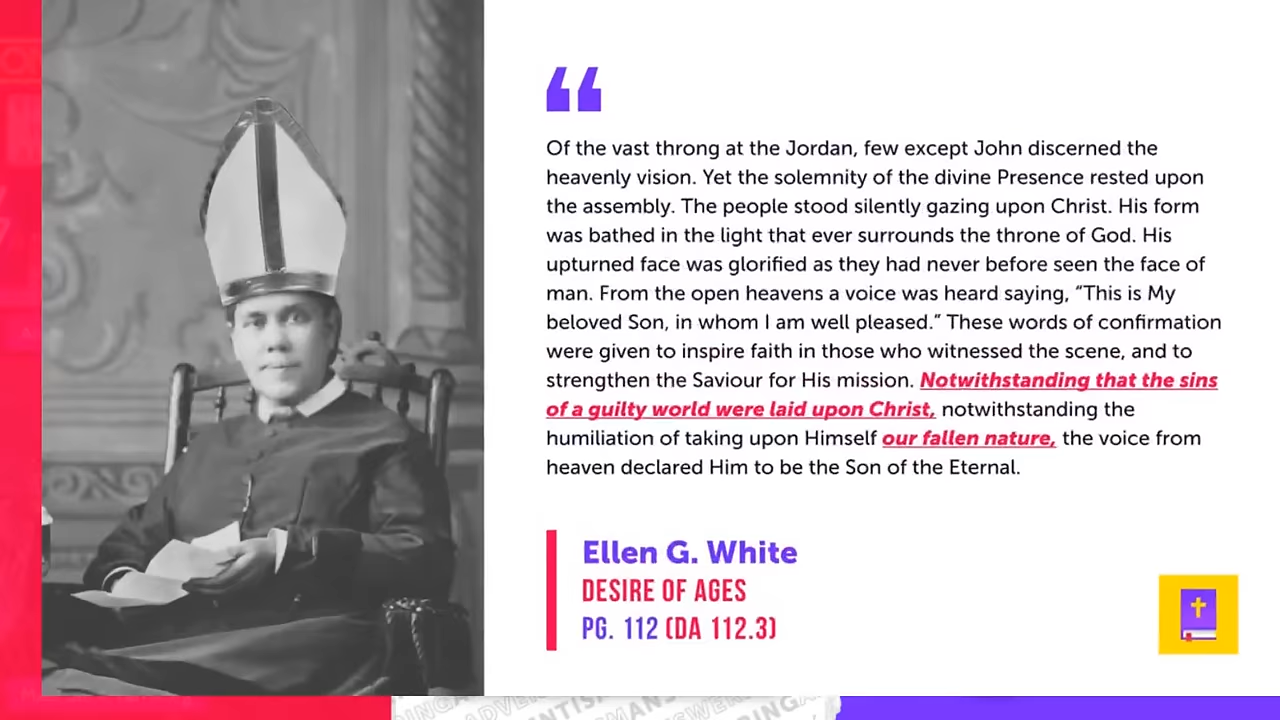 Of the vast throng at the Jordan, few except John discerned the
heavenly vision. Yet the solemnity of the divine Presence rested upon
the assembly. The people stood silently gazing upon Christ. His form
was bathed in the light that ever surrounds the throne of God. His
upturned face was glorified as they had never before seen the face of
man. From the open heavens a voice was heard saying, “This is My
beloved Son, in whom I am well pleased.” These words of confirmation
were given to inspire faith in those who witnessed the scene, and to
strengthen the Saviour for His mission. Notwithstanding that the sins
of a guilty world were laid upon Christ, notwithstanding the
humiliation of taking upon Himself our fallen nature, the voice from
heaven declared Him to be the Son of the Eternal.
Ellen G. White
DESIRE OF AGES
PG. 112 (DA 112.3)